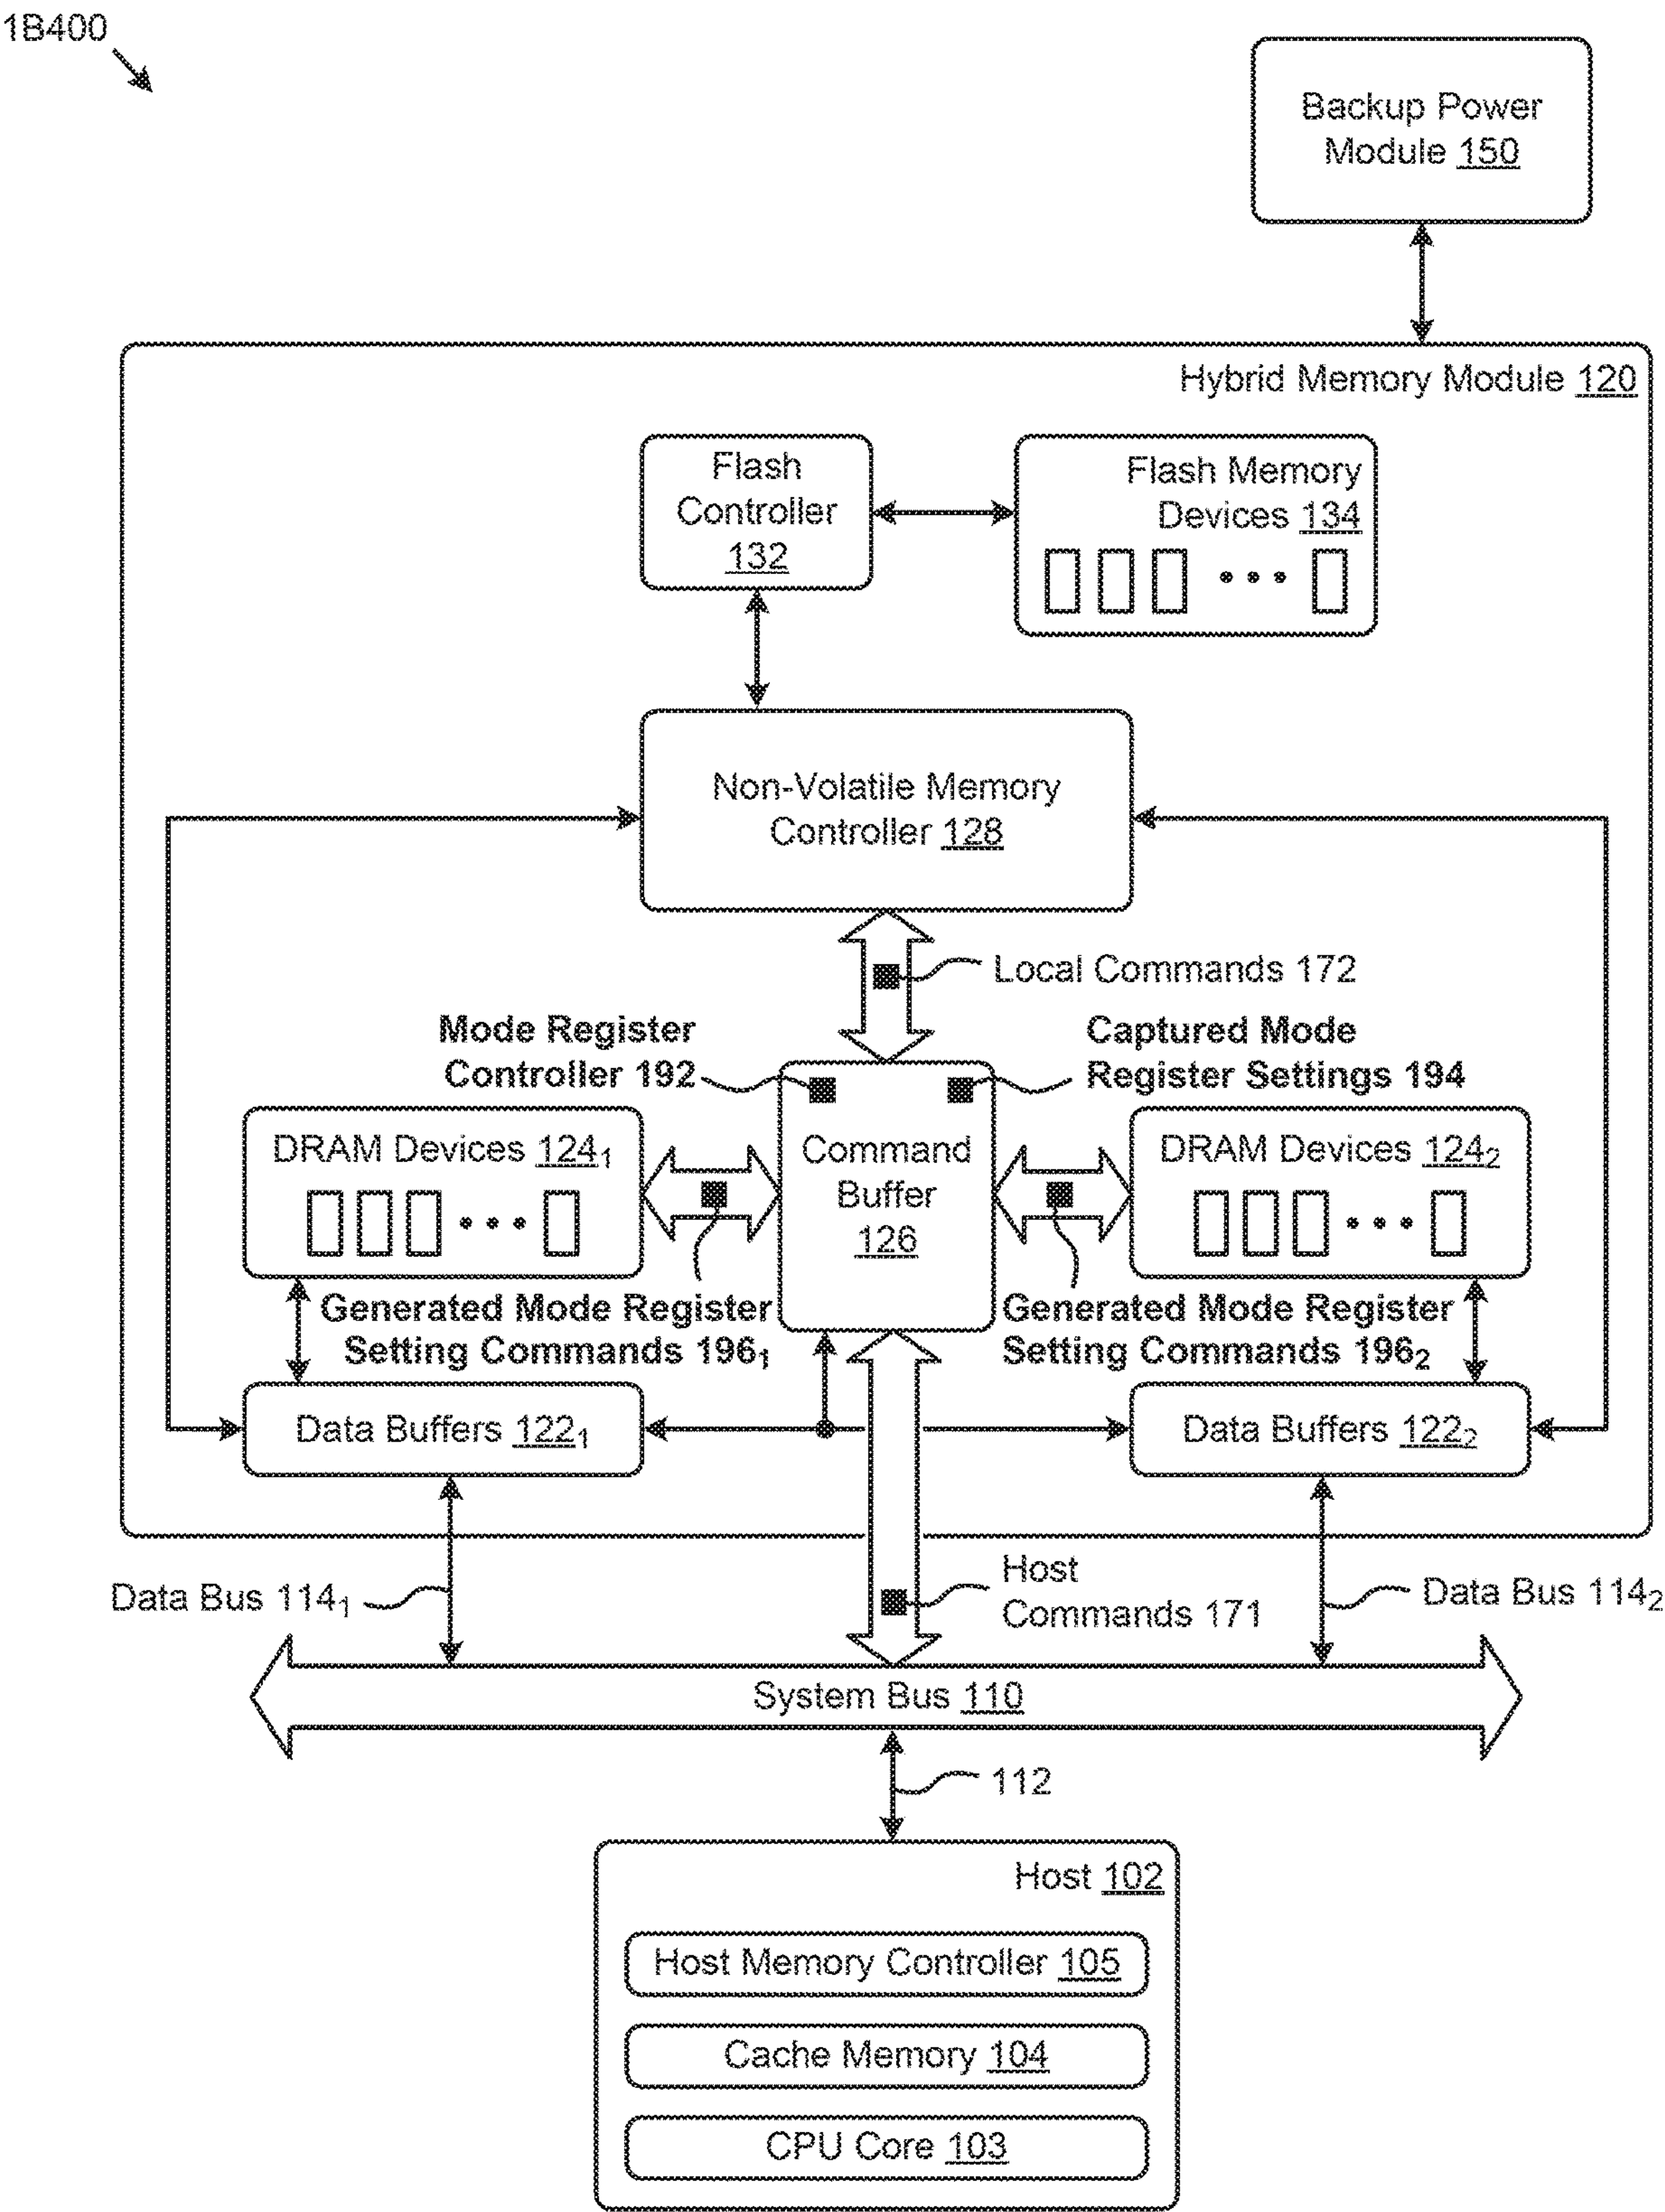 1B400
Backup Power
Module 150
Hybrid Memory Module 120
Flash
Controller
132
Flash Memory
Devices 134
Non-Volatile Memory
Controller 128
Local Commands 172
Mode Register
Controller 192
Captured Mode
Register Settings 194
DRAM Devices 124₁
Command
Buffer
126
DRAM Devices 124₂
Generated Mode Register
Setting Commands 196₁
Generated Mode Register
Setting Commands 196₂
Data Buffers 122₁
Data Buffers 122₂
Data Bus 114₁
Host
Commands 171
Data Bus 114₂
System Bus 110
112
Host 102
Host Memory Controller 105
Cache Memory 104
CPU Core 103